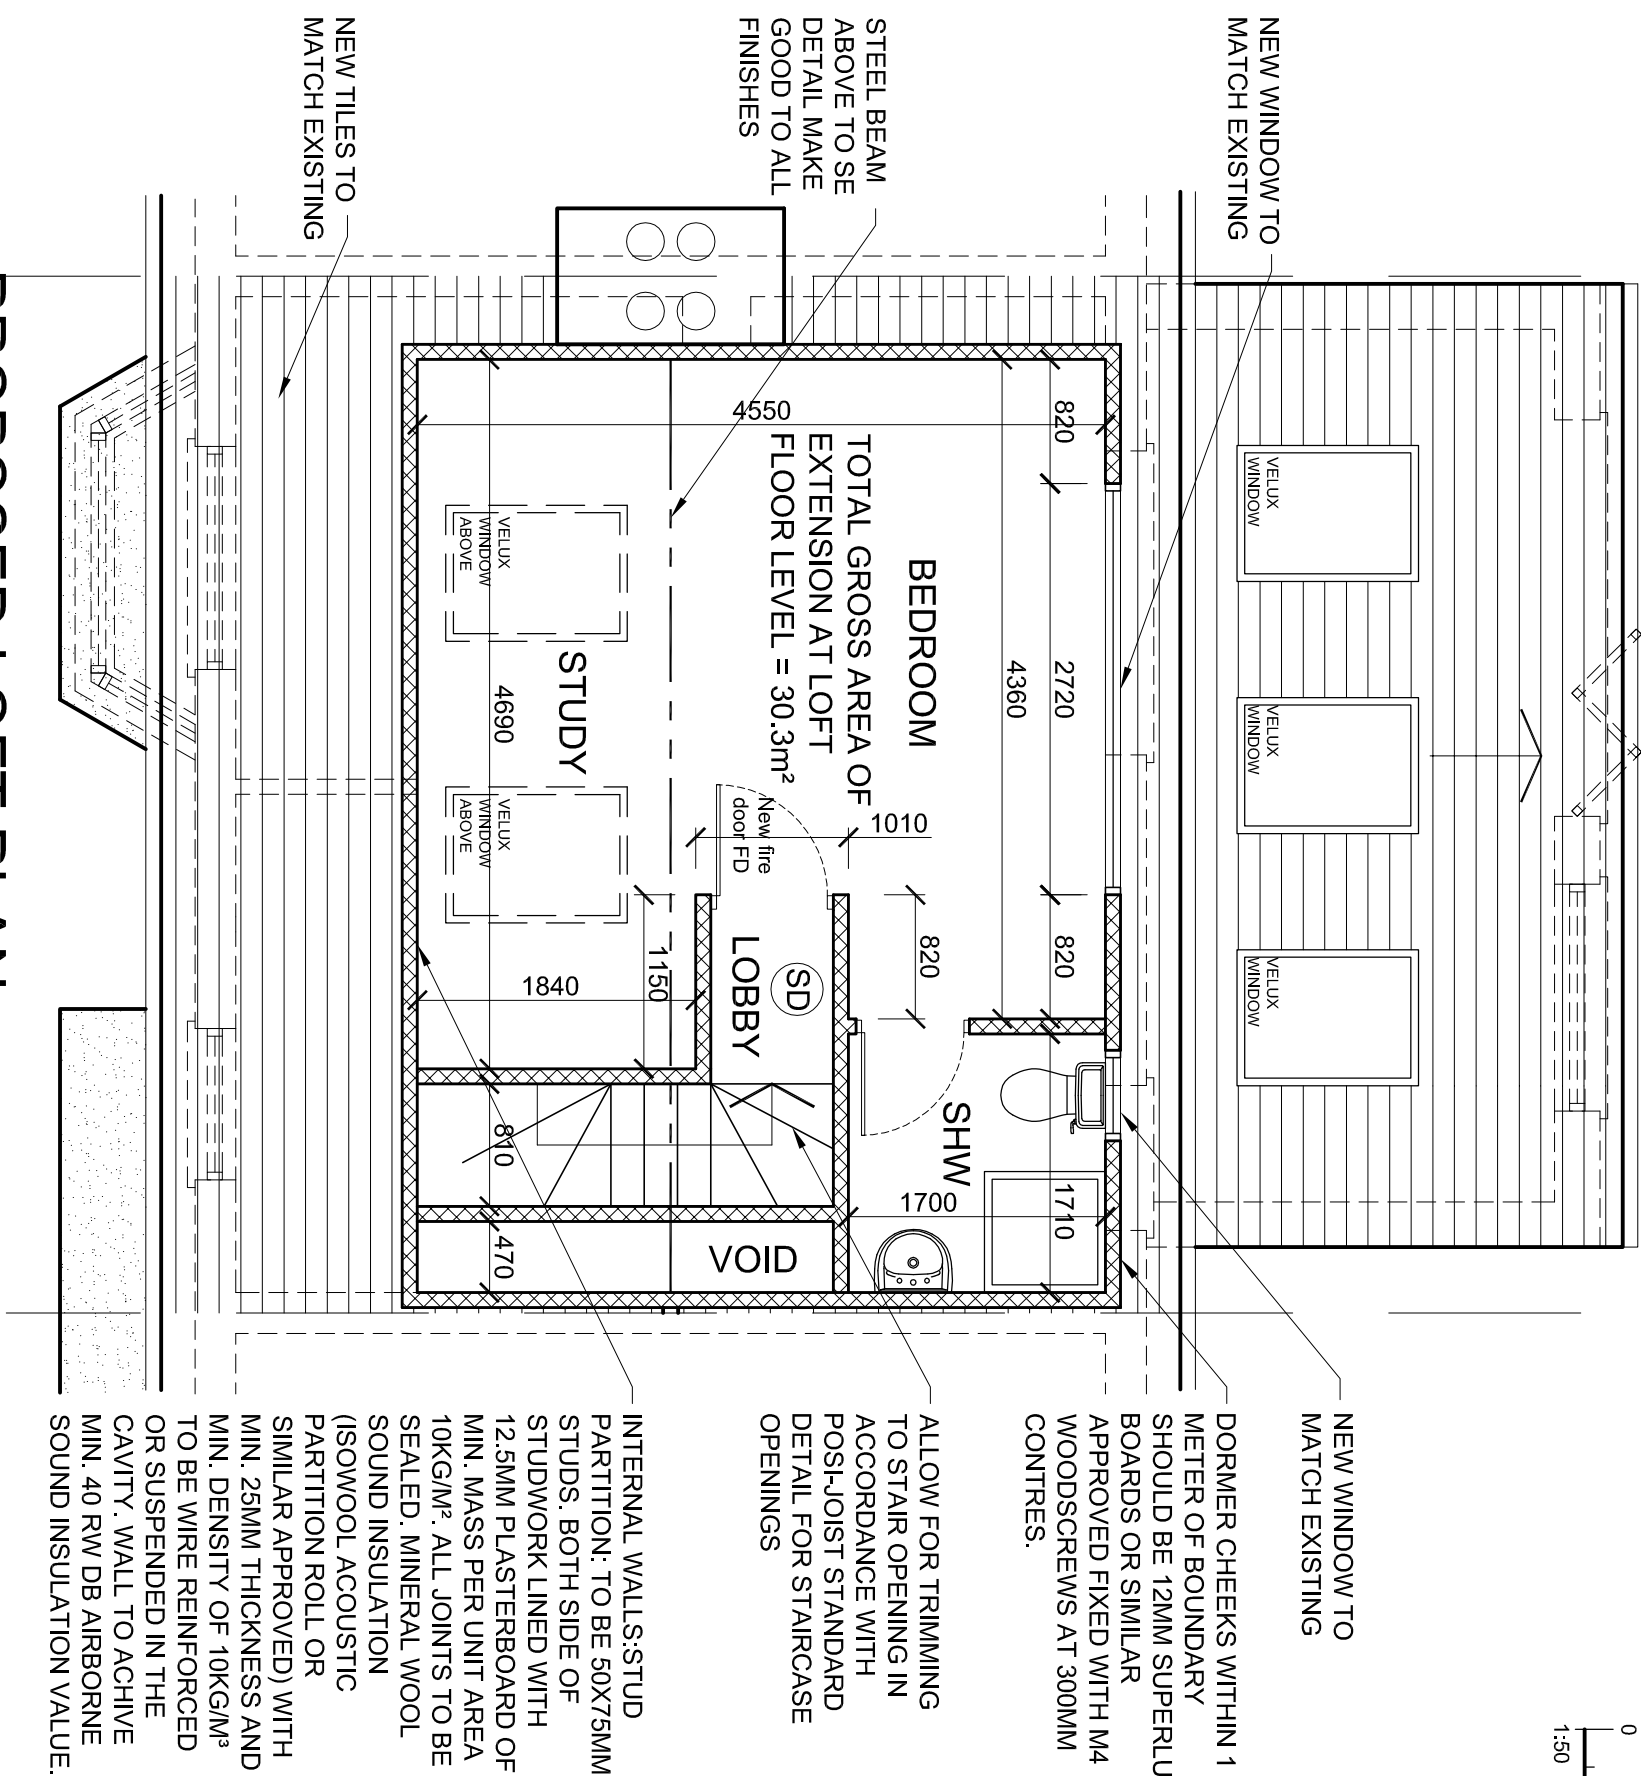 0
1:50
NEW WINDOW TO
MATCH EXISTING
NEW WINDOW TO
MATCH EXISTING
VELUX
WINDOW
VELUX
WINDOW
VELUX
WINDOW
DORMER CHEEKS WITHIN 1
METER OF BOUNDARY
SHOULD BE 12MM SUPERLU
BOARDS OR SIMILAR
APPROVED FIXED WITH M4
WOODSCREWS AT 300MM
CONTRES.
820
2720
820
1710
4360
820
1700
BEDROOM
SHW
STEEL BEAM
ABOVE TO SE
DETAIL MAKE
GOOD TO ALL
FINISHES
4550
TOTAL GROSS AREA OF
EXTENSION AT LOFT
FLOOR LEVEL = 30.3m²
1010
New fire
door FD
SD
LOBBY
VOID
ALLOW FOR TRIMMING
TO STAIR OPENING IN
ACCORDANCE WITH
POSI-JOIST STANDARD
DETAIL FOR STAIRCASE
OPENINGS
1150
1840
STUDY
4690
810
470
VELUX
WINDOW
ABOVE
VELUX
WINDOW
ABOVE
NEW TILES TO
MATCH EXISTING
INTERNAL WALLS:STUD
PARTITION: TO BE 50X75MM
STUDS. BOTH SIDE OF
STUDWORK LINED WITH
12.5MM PLASTERBOARD OF
MIN. MASS PER UNIT AREA
10KG/M². ALL JOINTS TO BE
SEALED. MINERAL WOOL
SOUND INSULATION
(ISOWOOL ACOUSTIC
PARTITION ROLL OR
SIMILAR APPROVED) WITH
MIN. 25MM THICKNESS AND
MIN. DENSITY OF 10KG/M³
TO BE WIRE REINFORCED
OR SUSPENDED IN THE
CAVITY. WALL TO ACHIVE
MIN. 40 RW DB AIRBORNE
SOUND INSULATION VALUE.
PROPOSED LOFT PLAN